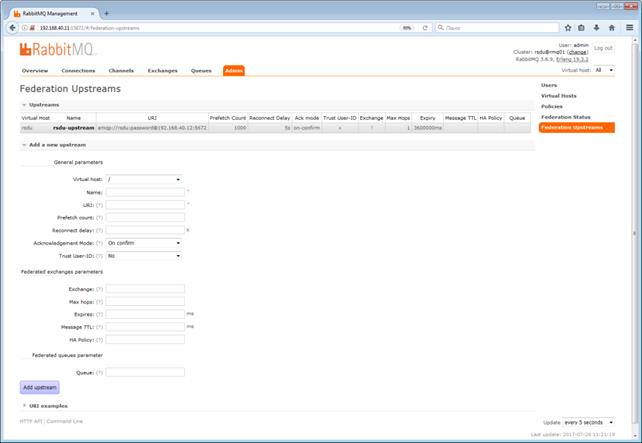 RabbitMQ Management
192.168.40.11:15672/#/federation-upstreams
90%
Поиск
RabbitMQ
User: admin
Log out
Cluster: rsdu@rmq01 (change)
RabbitMQ 3.6.9, Erlang 19.3.2
Overview Connections Channels Exchanges Queues Admin
Virtual host: All
Federation Upstreams
Users
Virtual Hosts
Policies
Federation Status
Federation Upstreams
Upstreams
Virtual Host Name URI Prefetch Count Reconnect Delay Ack mode Trust User-ID Exchange Max Hops Expiry Message TTL HA Policy Queue
rsdu rsdu-upstream amqp://rsdu:password@192.168.40.12:5672 1000 5s on-confirm 1 3600000ms
Add a new upstream
General parameters
Virtual host: /
Name: *
URI: (?) *
Prefetch count: (?)
Reconnect delay: (?) s
Acknowledgement Mode: (?) On confirm
Trust User-ID: (?) No
Federated exchanges parameters
Exchange: (?)
Max hops: (?)
Expires: (?) ms
Message TTL: (?) ms
HA Policy: (?)
Federated queues parameter
Queue: (?)
Add upstream
URI examples
HTTP API | Command Line
Update every 5 seconds
Last update: 2017-07-26 11:21:19